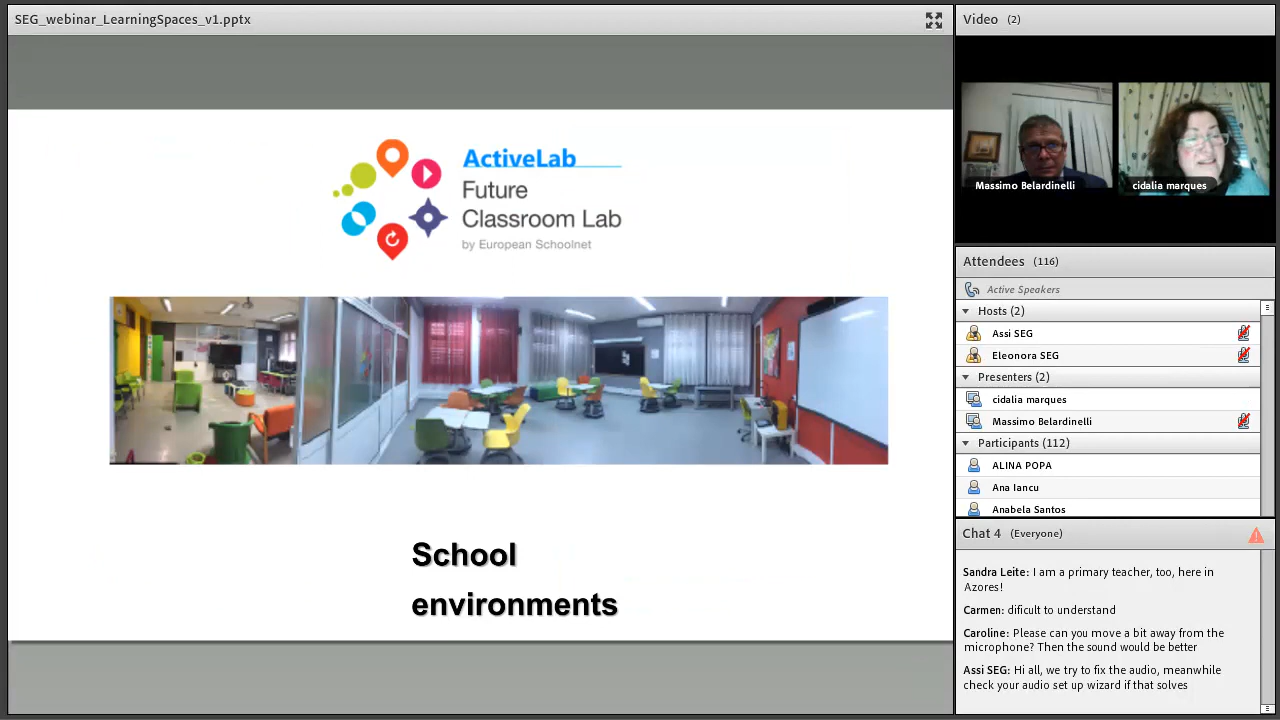 SEG_webinar_LearningSpaces_v1.pptx
ActiveLab
Future
Classroom Lab
by European Schoolnet
School
environments
Video (2)
Massimo Belardinelli
cidalia marques
Attendees (116)
Active Speakers
Hosts (2)
Assi SEG
Eleonora SEG
Presenters (2)
cidalia marques
Massimo Belardinelli
Participants (112)
ALINA POPA
Ana Iancu
Anabela Santos
Chat 4 (Everyone)
Sandra Leite: I am a primary teacher, too, here in
Azores!
Carmen: dificult to understand
Caroline: Please can you move a bit away from the
microphone? Then the sound would be better
Assi SEG: Hi all, we try to fix the audio, meanwhile
check your audio set up wizard if that solves